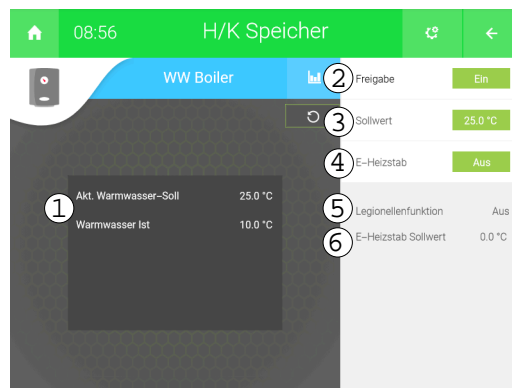 08:56 H/K Speicher
WW Boiler
2 Freigabe Ein
3 Sollwert 25.0 °C
4 E-Heizstab Aus
1
Akt. Warmwasser-Soll 25.0 °C
Warmwasser Ist 10.0 °C
5 Legionellenfunktion Aus
6 E-Heizstab Sollwert 0.0 °C